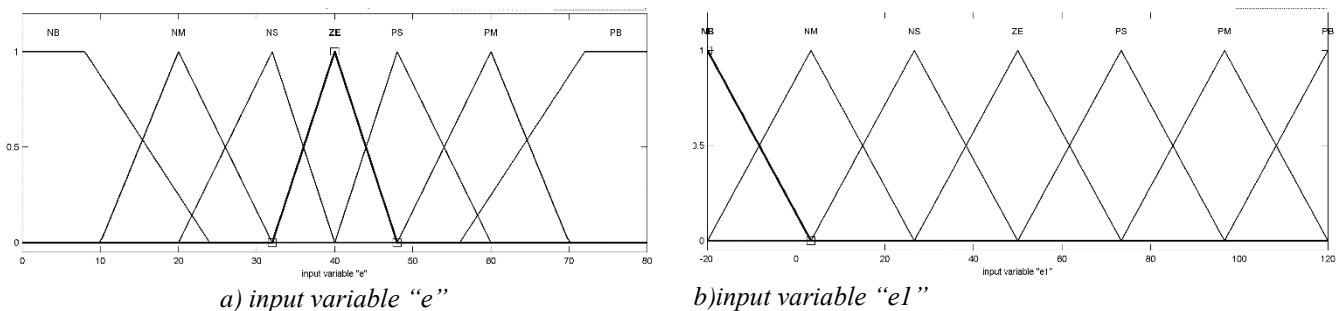 NB NM NS ZE PS PM PB
1
0.5
0
0 10 20 30 40 50 60 70 80
input variable "e"
a) input variable “e”
NB NM NS ZE PS PM PB
1
0.5
0
-20 0 20 40 60 80 100 120
input variable "e1"
b)input variable “e1”